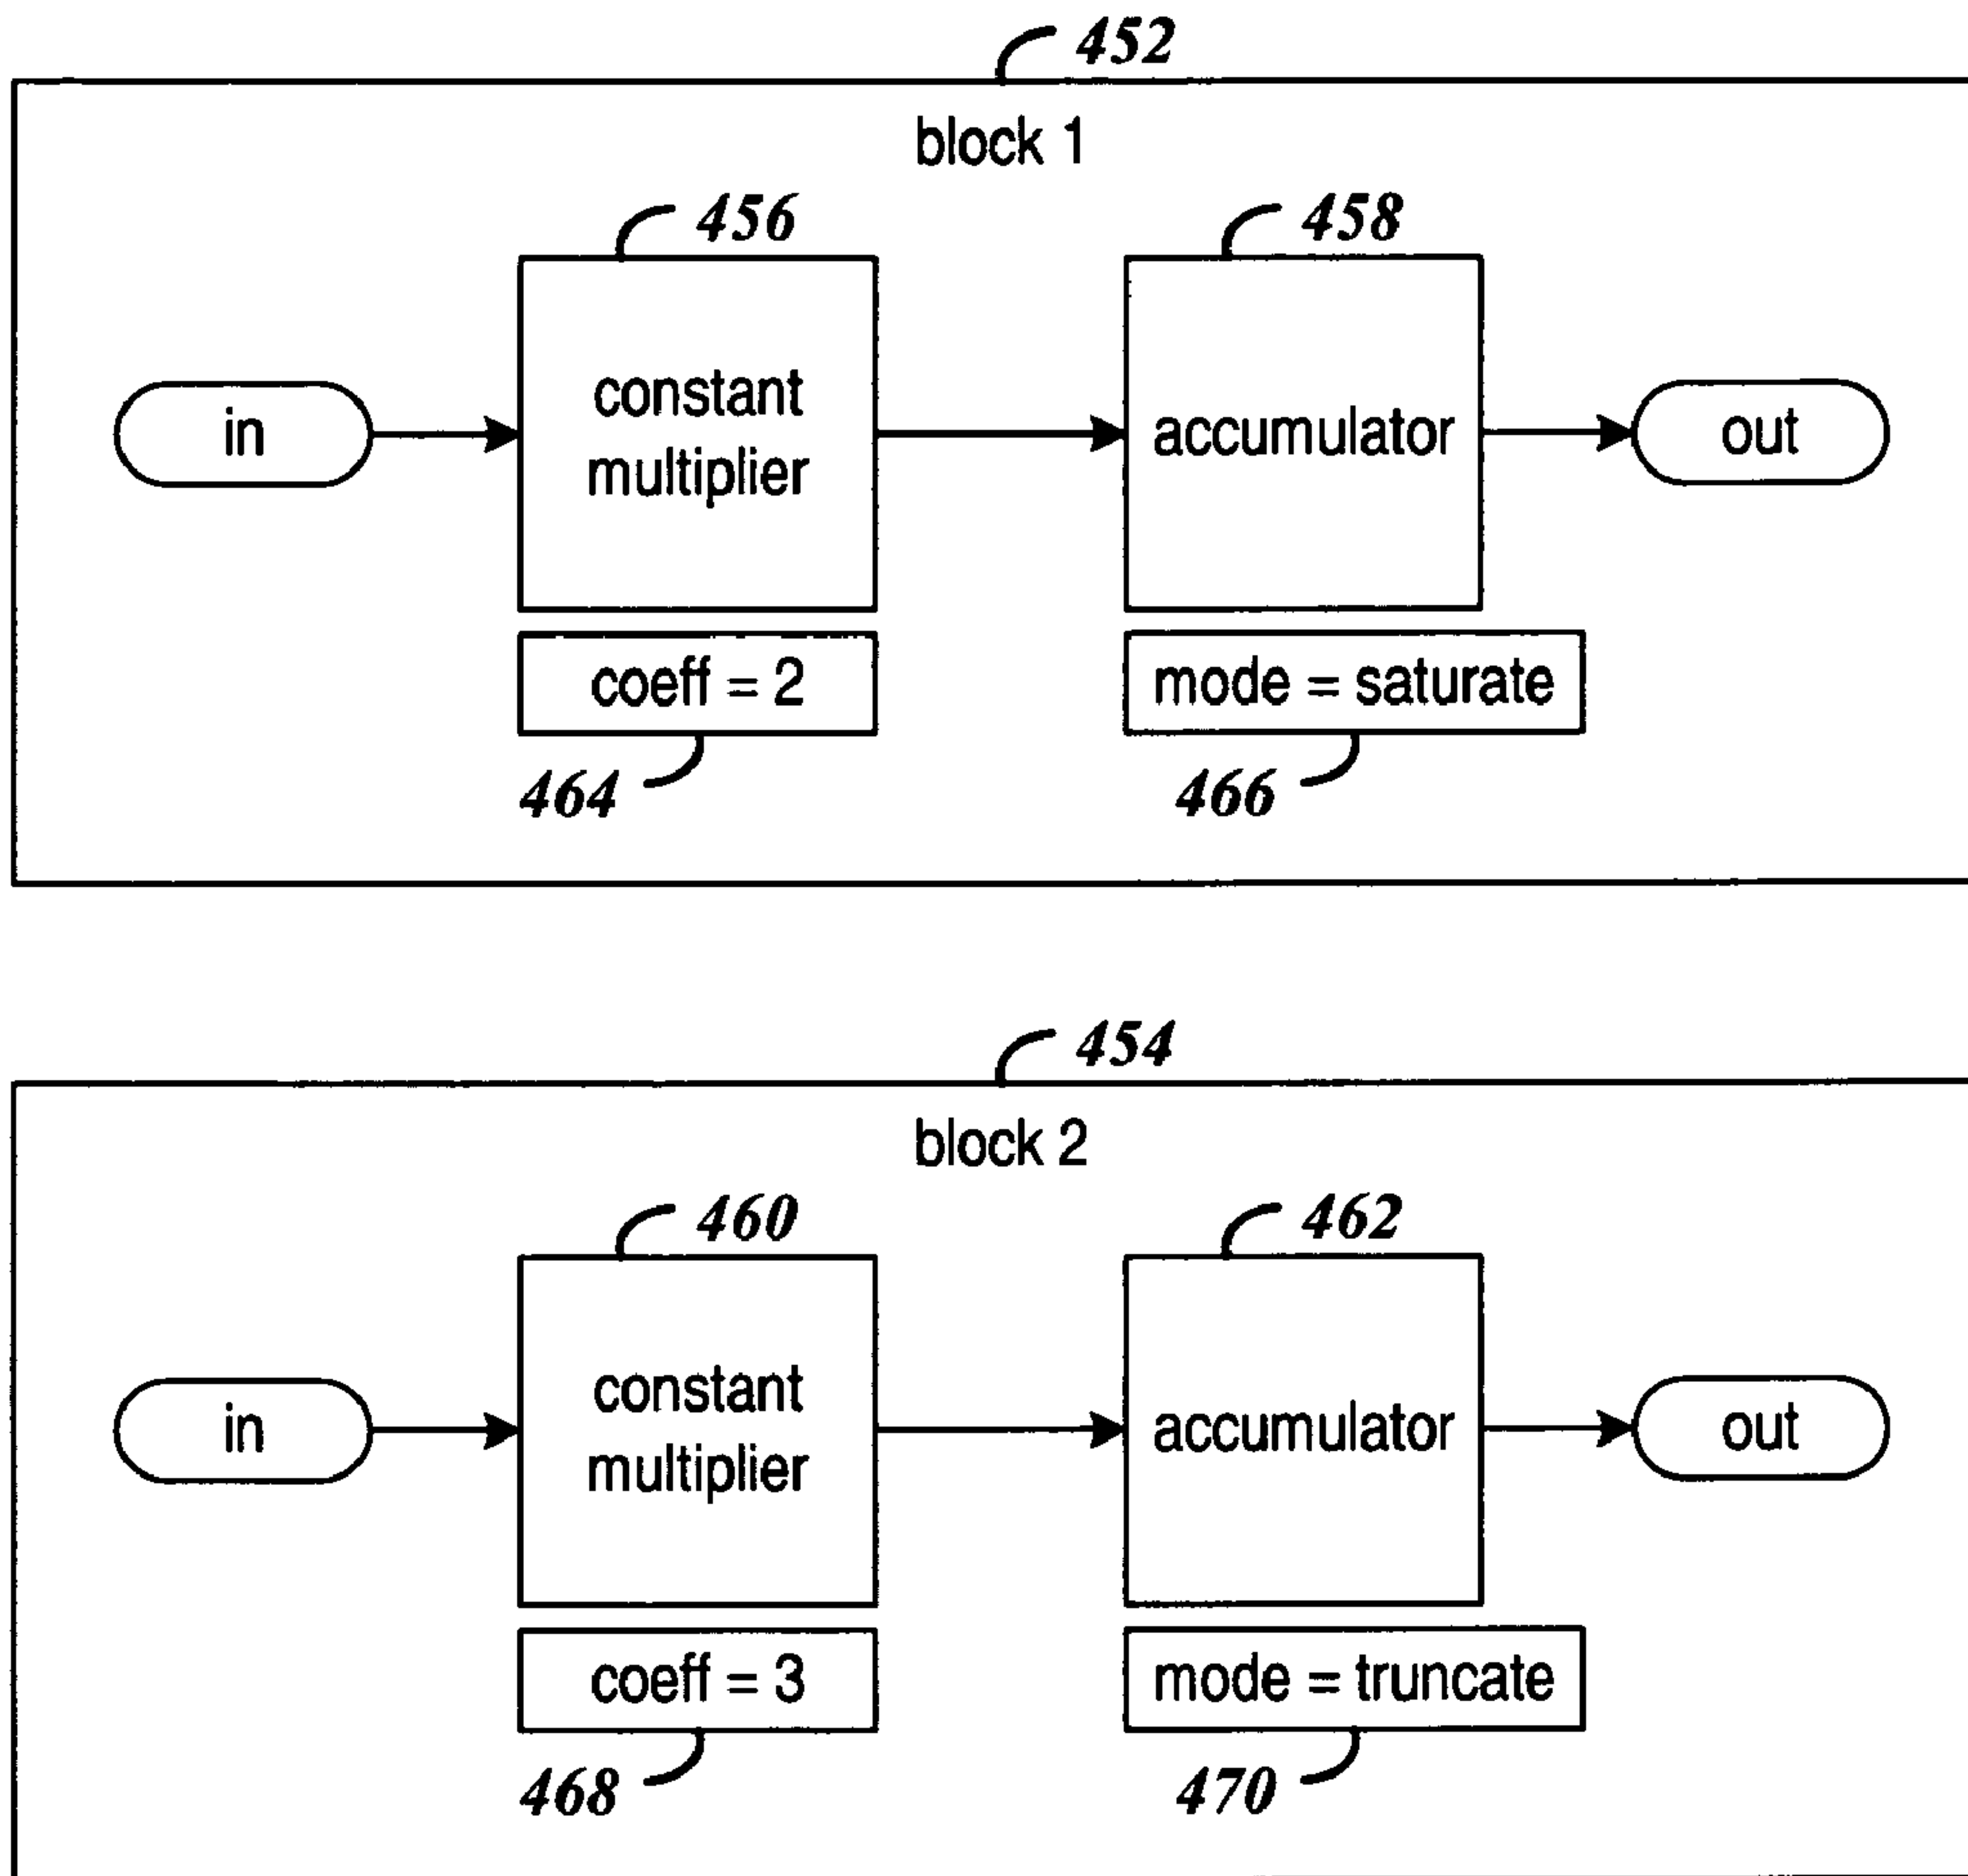 452
block 1
456
458
in
constant
multiplier
accumulator
out
coeff = 2
mode = saturate
464
466
454
block 2
460
462
in
constant
multiplier
accumulator
out
coeff = 3
mode = truncate
468
470